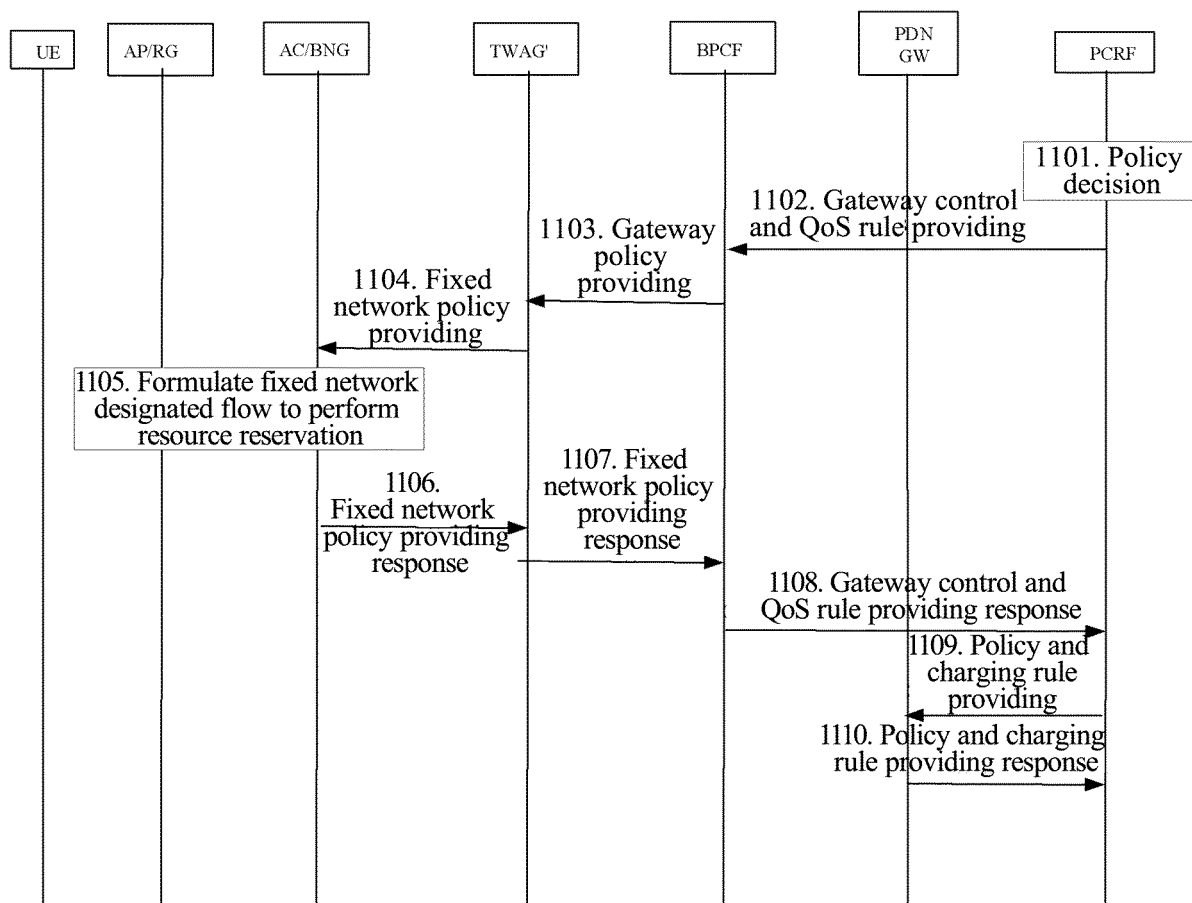 UE
AP/RG
AC/BNG
TWAG'
BPCF
PDN
GW
PCRF
1101. Policy
decision
1102. Gateway control
and QoS rule providing
1103. Gateway
policy
providing
1104. Fixed
network policy
providing
1105. Formulate fixed network
designated flow to perform
resource reservation
1106.
Fixed network
policy providing
response
1107. Fixed
network policy
providing
response
1108. Gateway control and
QoS rule providing response
1109. Policy and
charging rule
providing
1110. Policy and charging
rule providing response